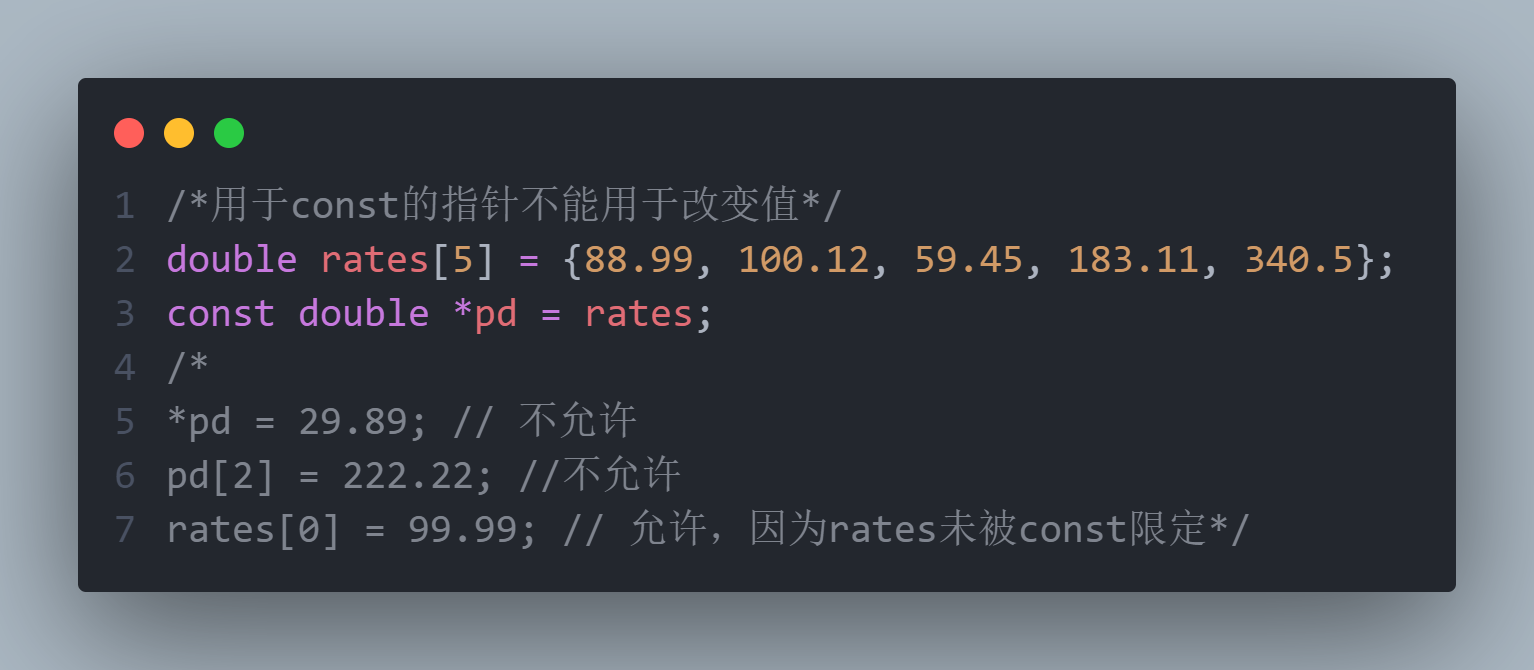 1 /*用于const的指针不能用于改变值*/
2 double rates[5] = {88.99, 100.12, 59.45, 183.11, 340.5};
3 const double *pd = rates;
4 /*
5 *pd = 29.89; // 不允许
6 pd[2] = 222.22; //不允许
7 rates[0] = 99.99; // 允许，因为rates未被const限定*/